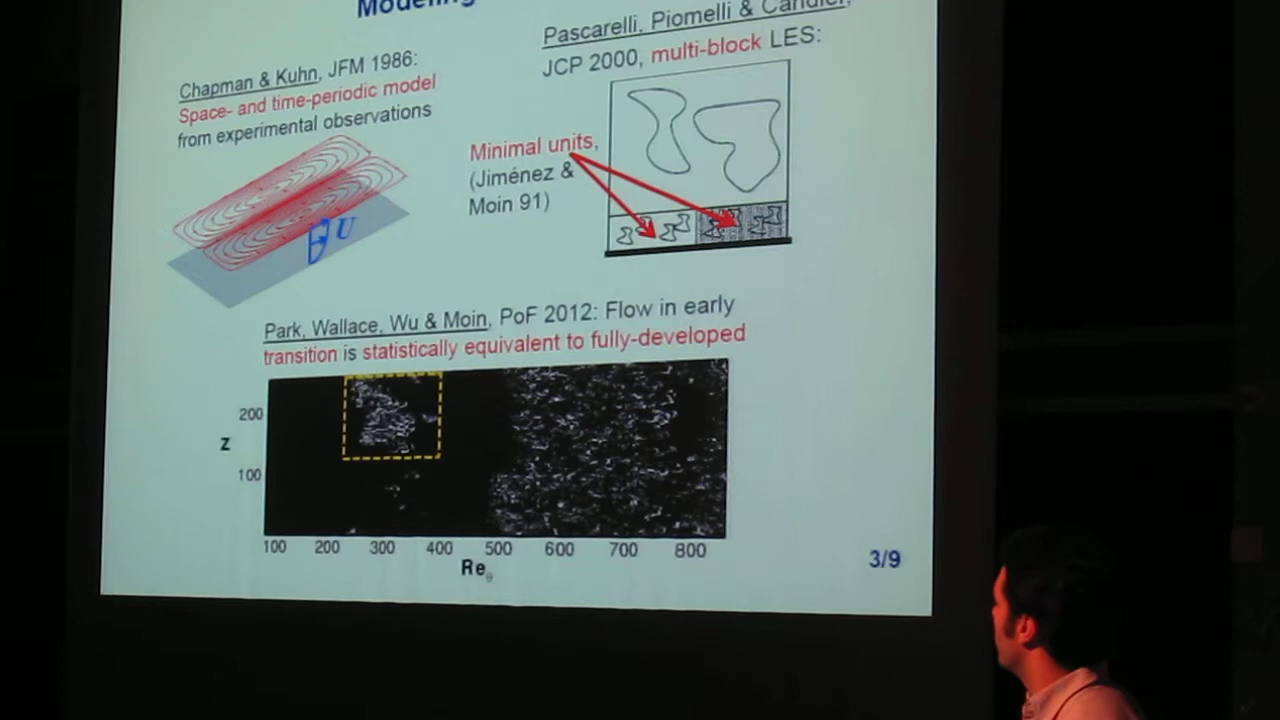 Modeling
Chapman & Kuhn, JFM 1986:
Space- and time-periodic model
from experimental observations
U
Pascarelli, Piomelli & Candler,
JCP 2000, multi-block LES:
Minimal units,
(Jiménez &
Moin 91)
Park, Wallace, Wu & Moin, PoF 2012: Flow in early
transition is statistically equivalent to fully-developed
200
z
100
100 200 300 400 500 600 700 800
Reθ
3/9